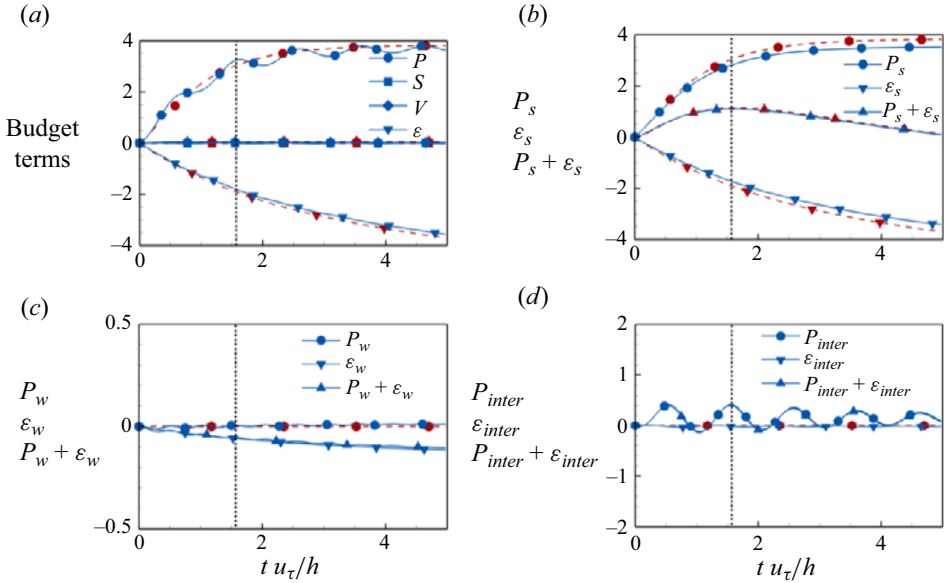 (a)
4
2
0
−2
−4
0
2
4
Budget
terms
P
S
V
ε
(b)
4
2
0
−2
−4
0
2
4
P_s
ε_s
P_s + ε_s
P_s
ε_s
P_s + ε_s
(c)
0.5
0
−0.5
0
2
4
P_w
ε_w
P_w + ε_w
P_w
ε_w
P_w + ε_w
t u_τ/h
(d)
2
1
0
−1
−2
0
2
4
P_inter
ε_inter
P_inter + ε_inter
P_inter
ε_inter
P_inter + ε_inter
t u_τ/h